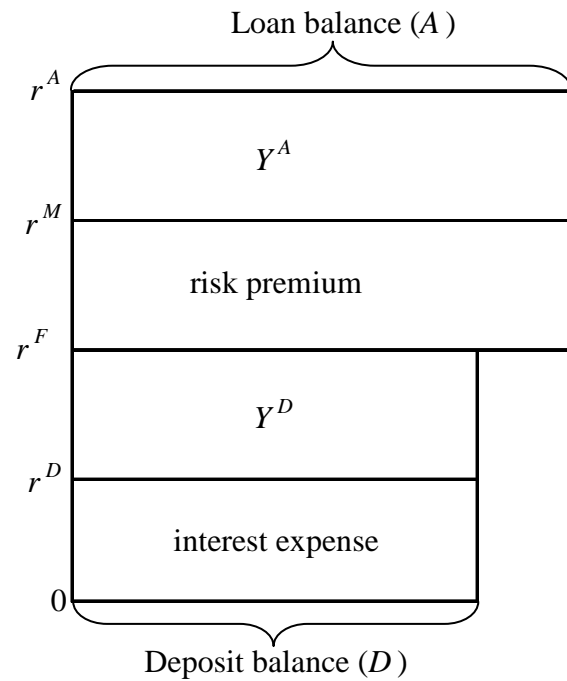 Loan balance (A)
r^A
Y^A
r^M
risk premium
r^F
Y^D
r^D
interest expense
0
Deposit balance (D)